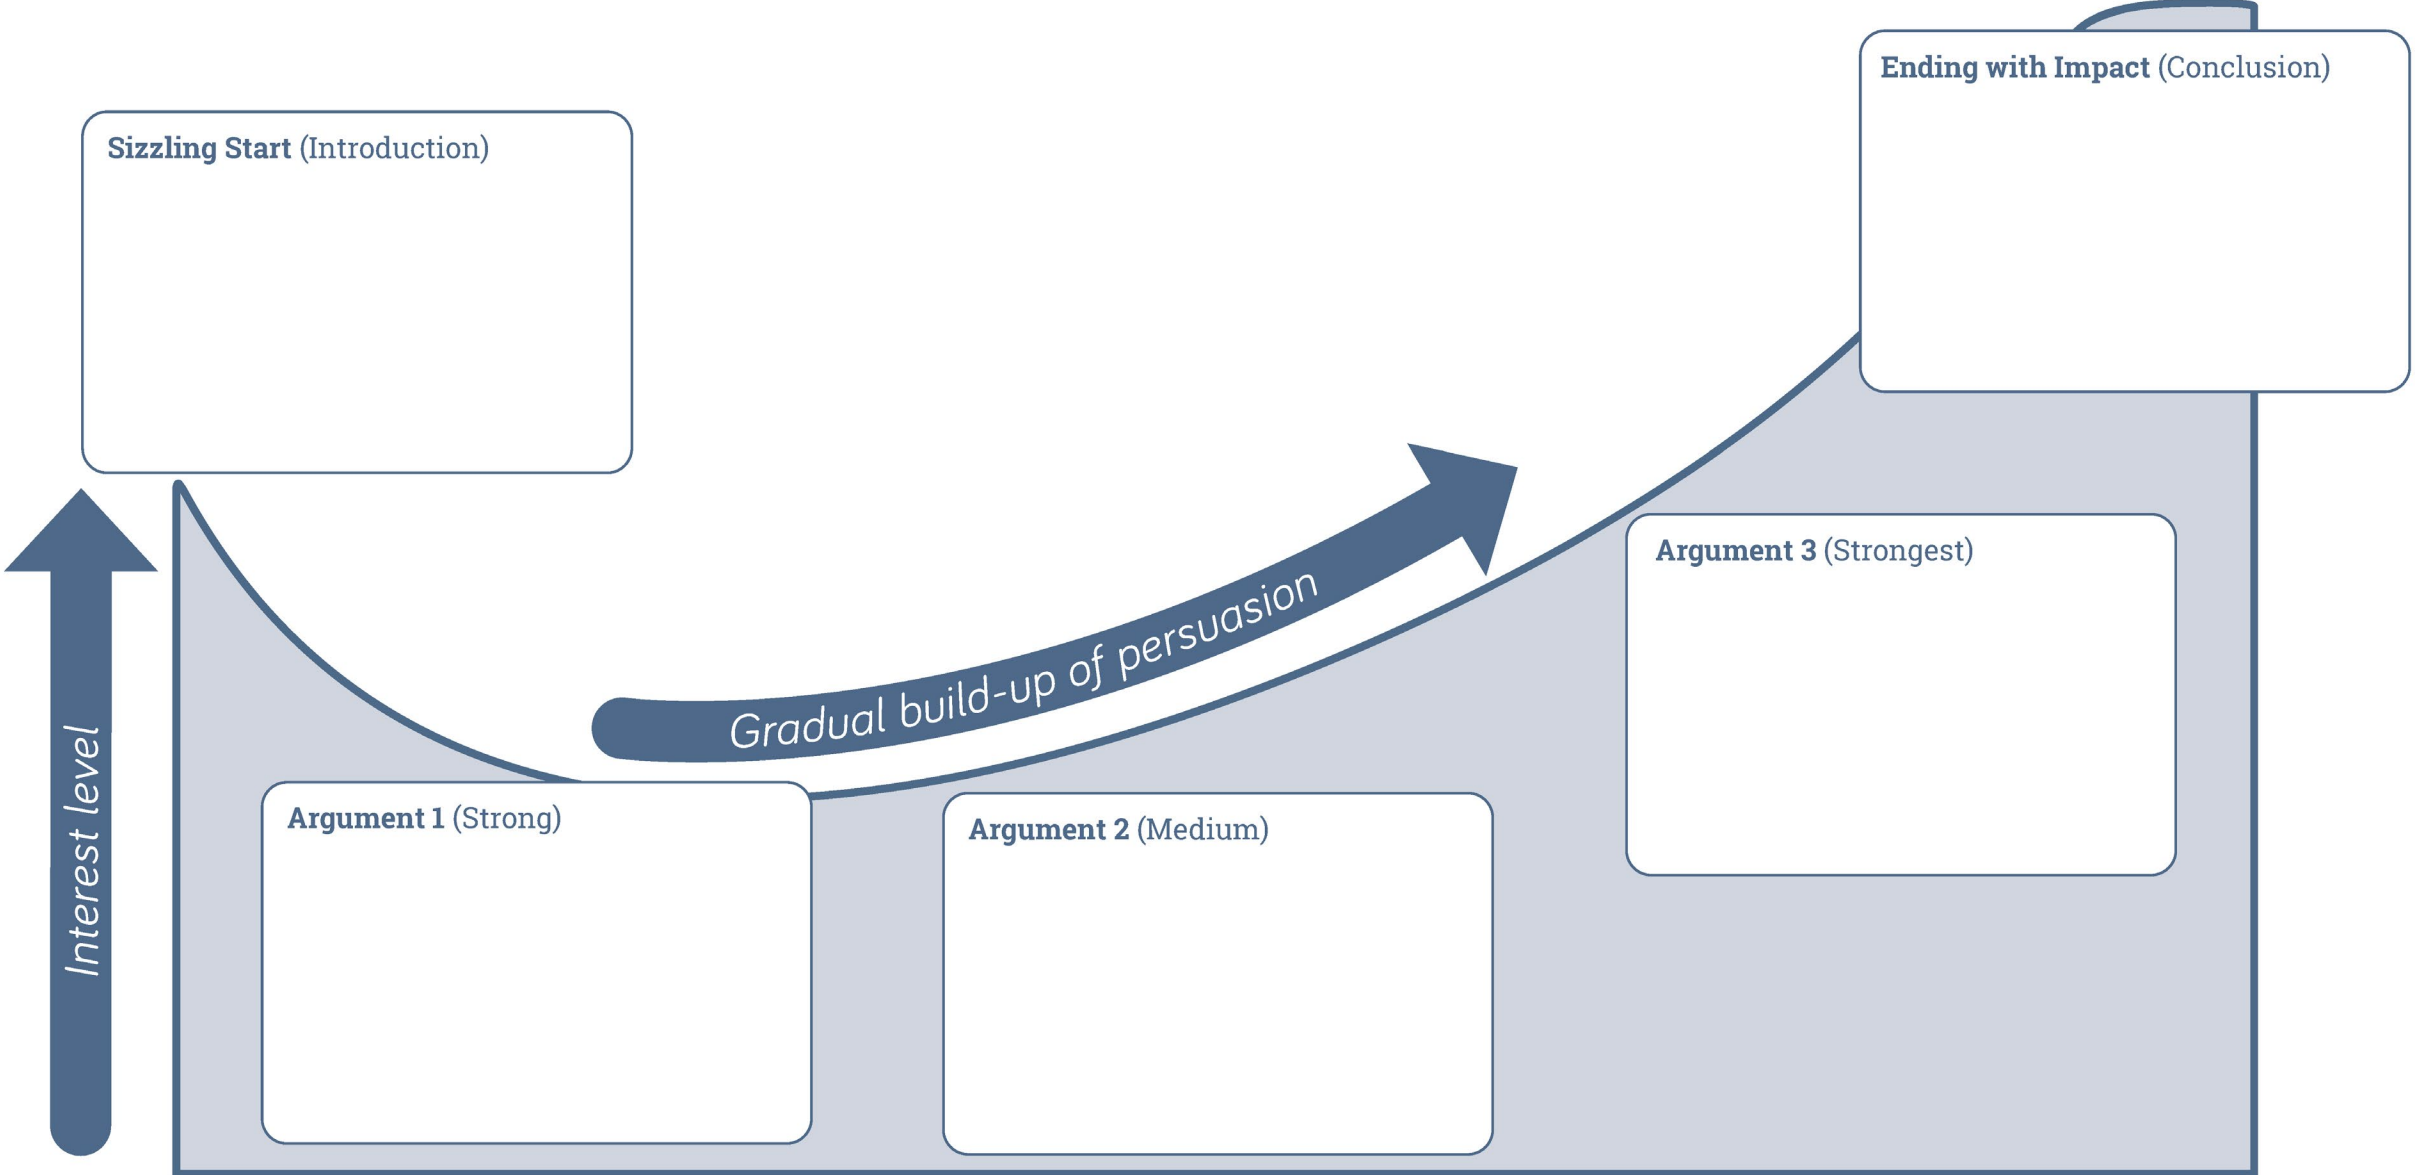 Sizzling Start (Introduction)
Ending with Impact (Conclusion)
Interest level
Gradual build-up of persuasion
Argument 1 (Strong)
Argument 2 (Medium)
Argument 3 (Strongest)